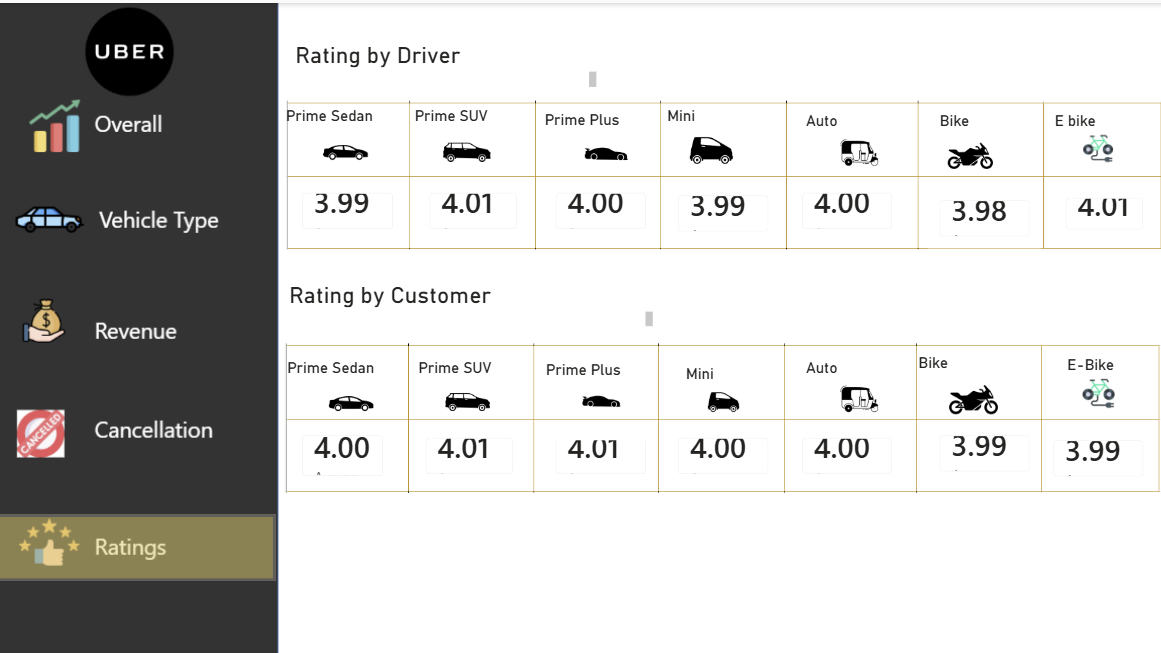 UBER
Overall
Vehicle Type
Revenue
$
Cancellation
CANCELLED
Ratings
Rating by Driver
Prime Sedan Prime SUV Prime Plus Mini Auto Bike E bike
3.99 4.01 4.00 3.99 4.00 3.98 4.01
Rating by Customer
Prime Sedan Prime SUV Prime Plus Mini Auto Bike E-Bike
4.00 4.01 4.01 4.00 4.00 3.99 3.99